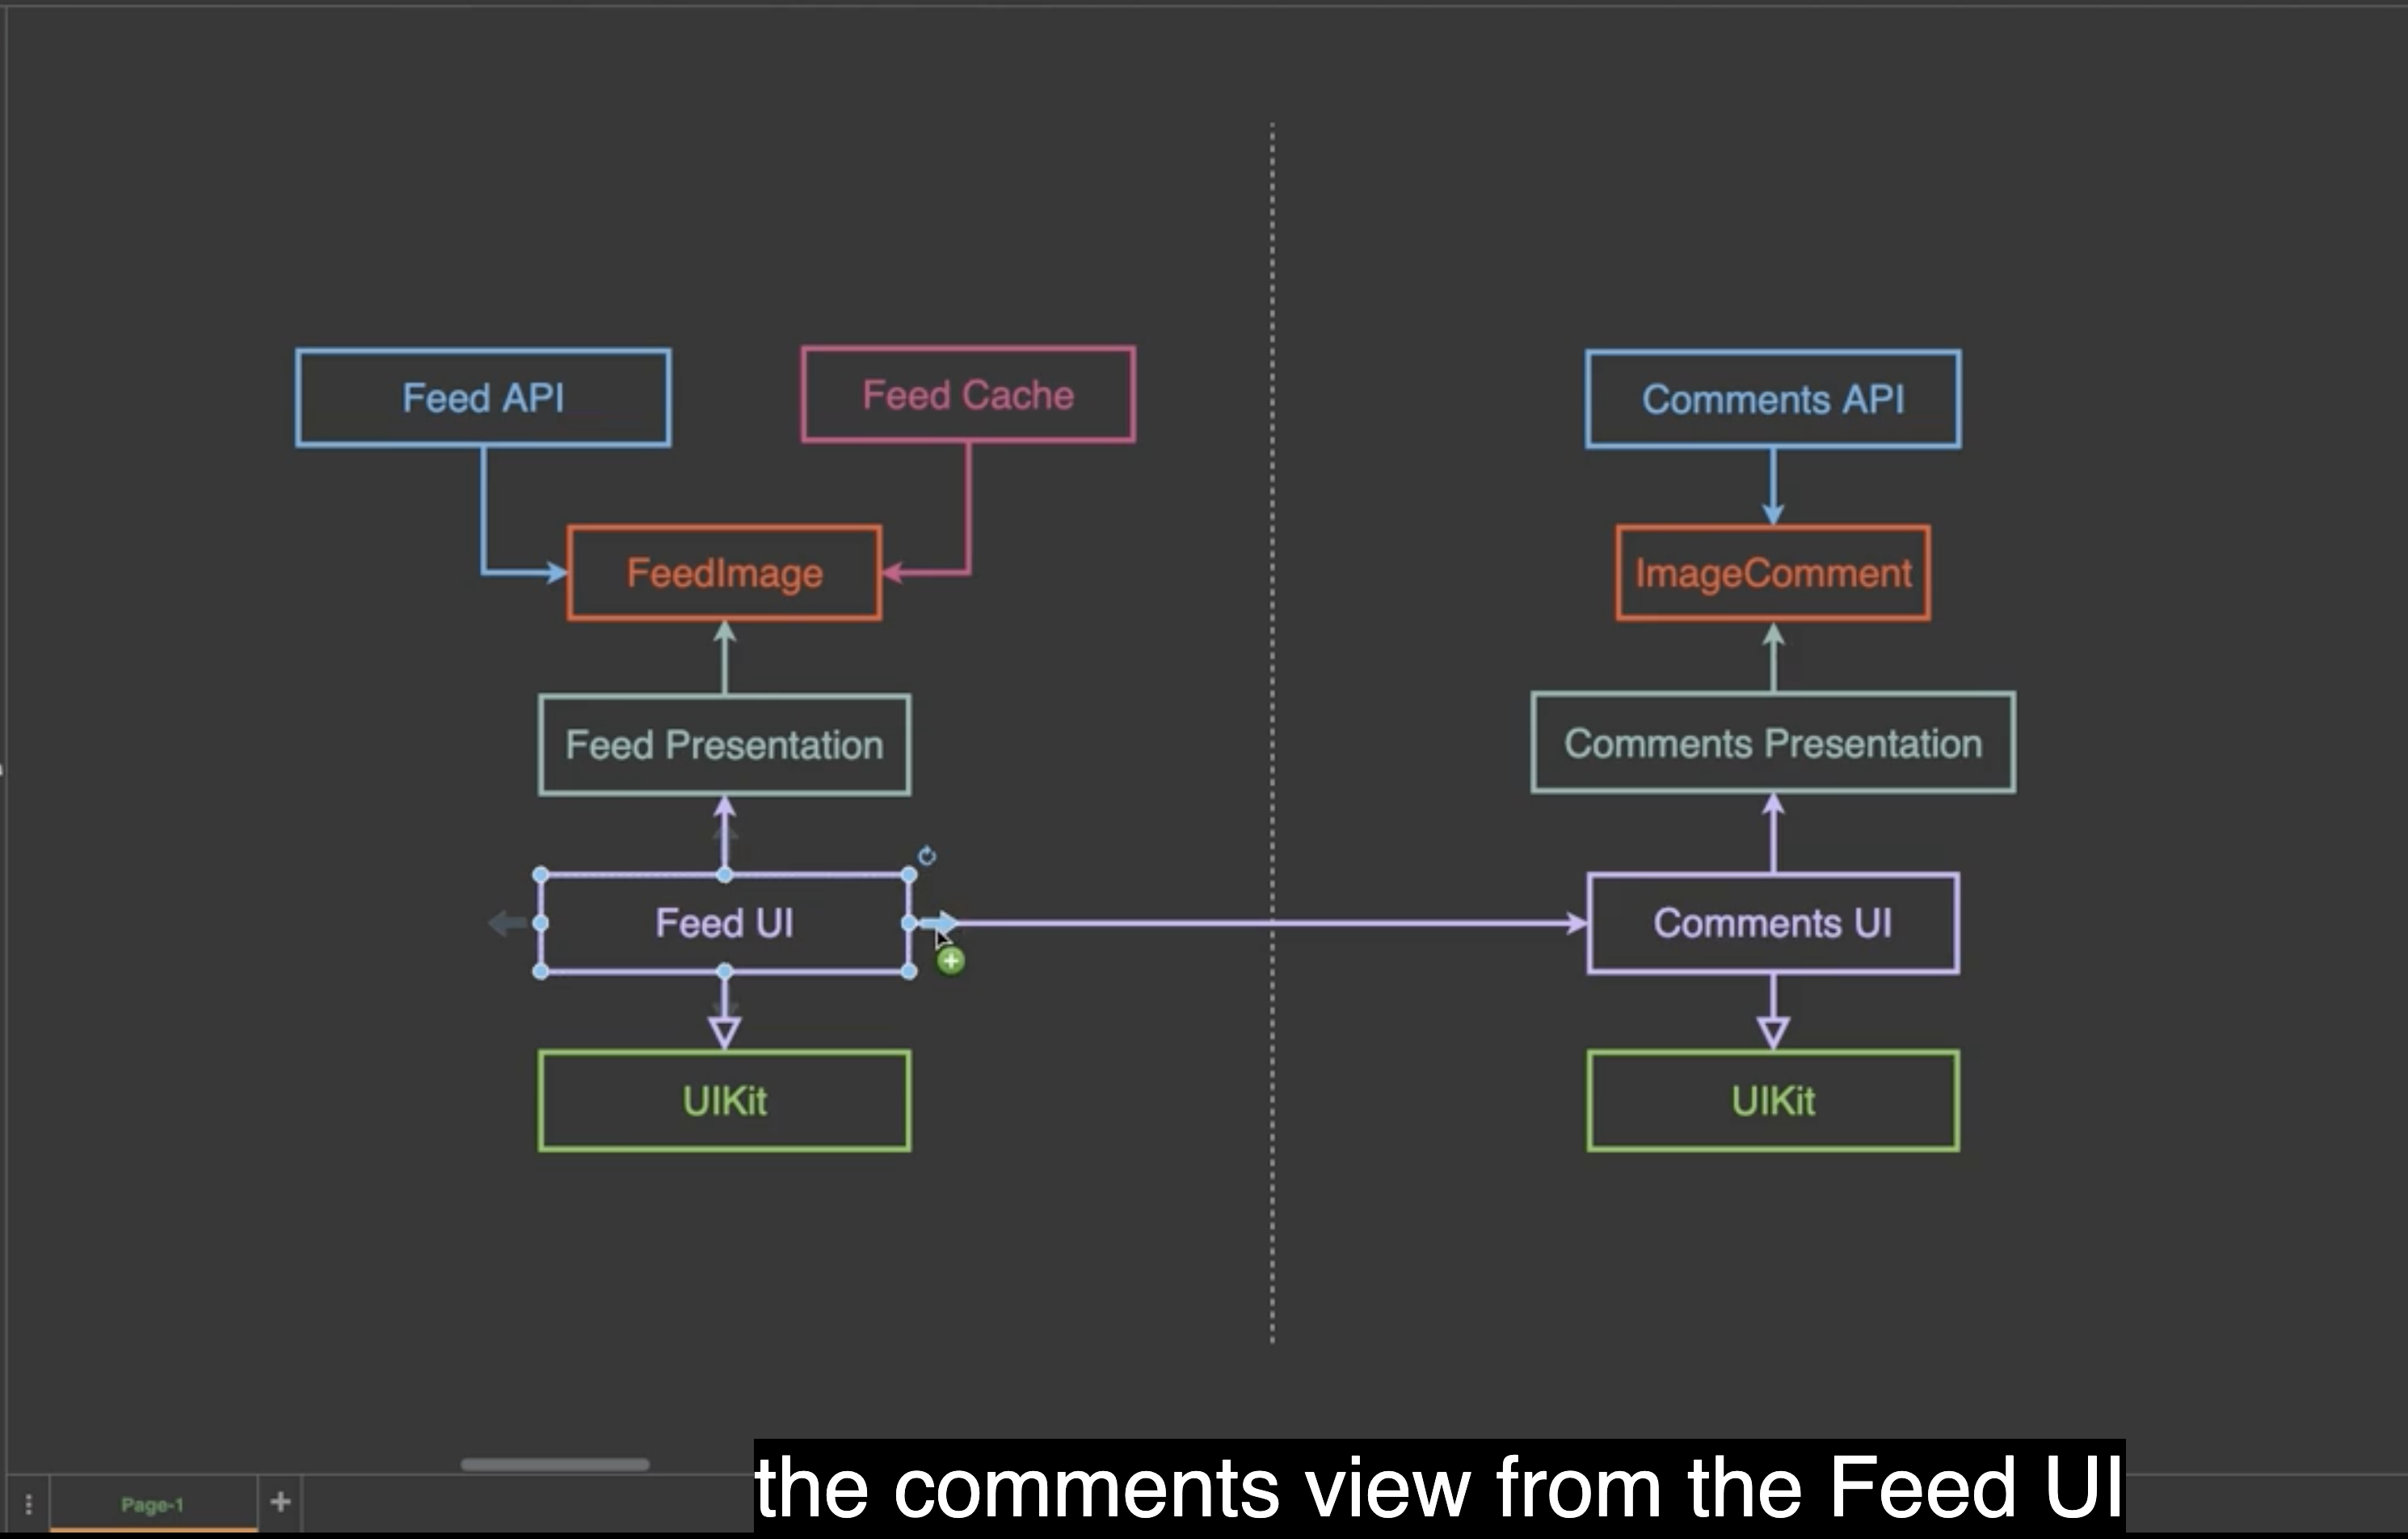 Feed API
Feed Cache
Comments API
FeedImage
ImageComment
Feed Presentation
Comments Presentation
Feed UI
Comments UI
UIKit
UIKit
the comments view from the Feed UI
Page-1